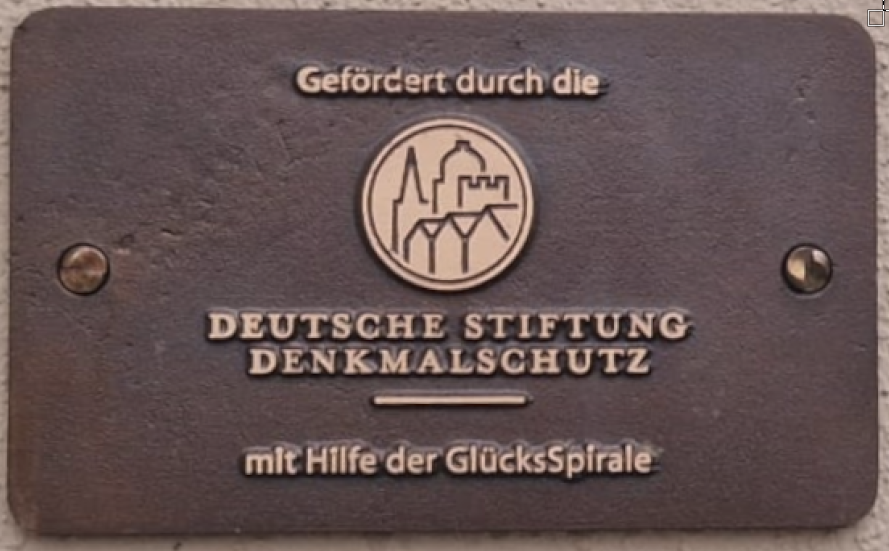 Gefördert durch die
DEUTSCHE STIFTUNG
DENKMALSCHUTZ
mit Hilfe der GlücksSpirale